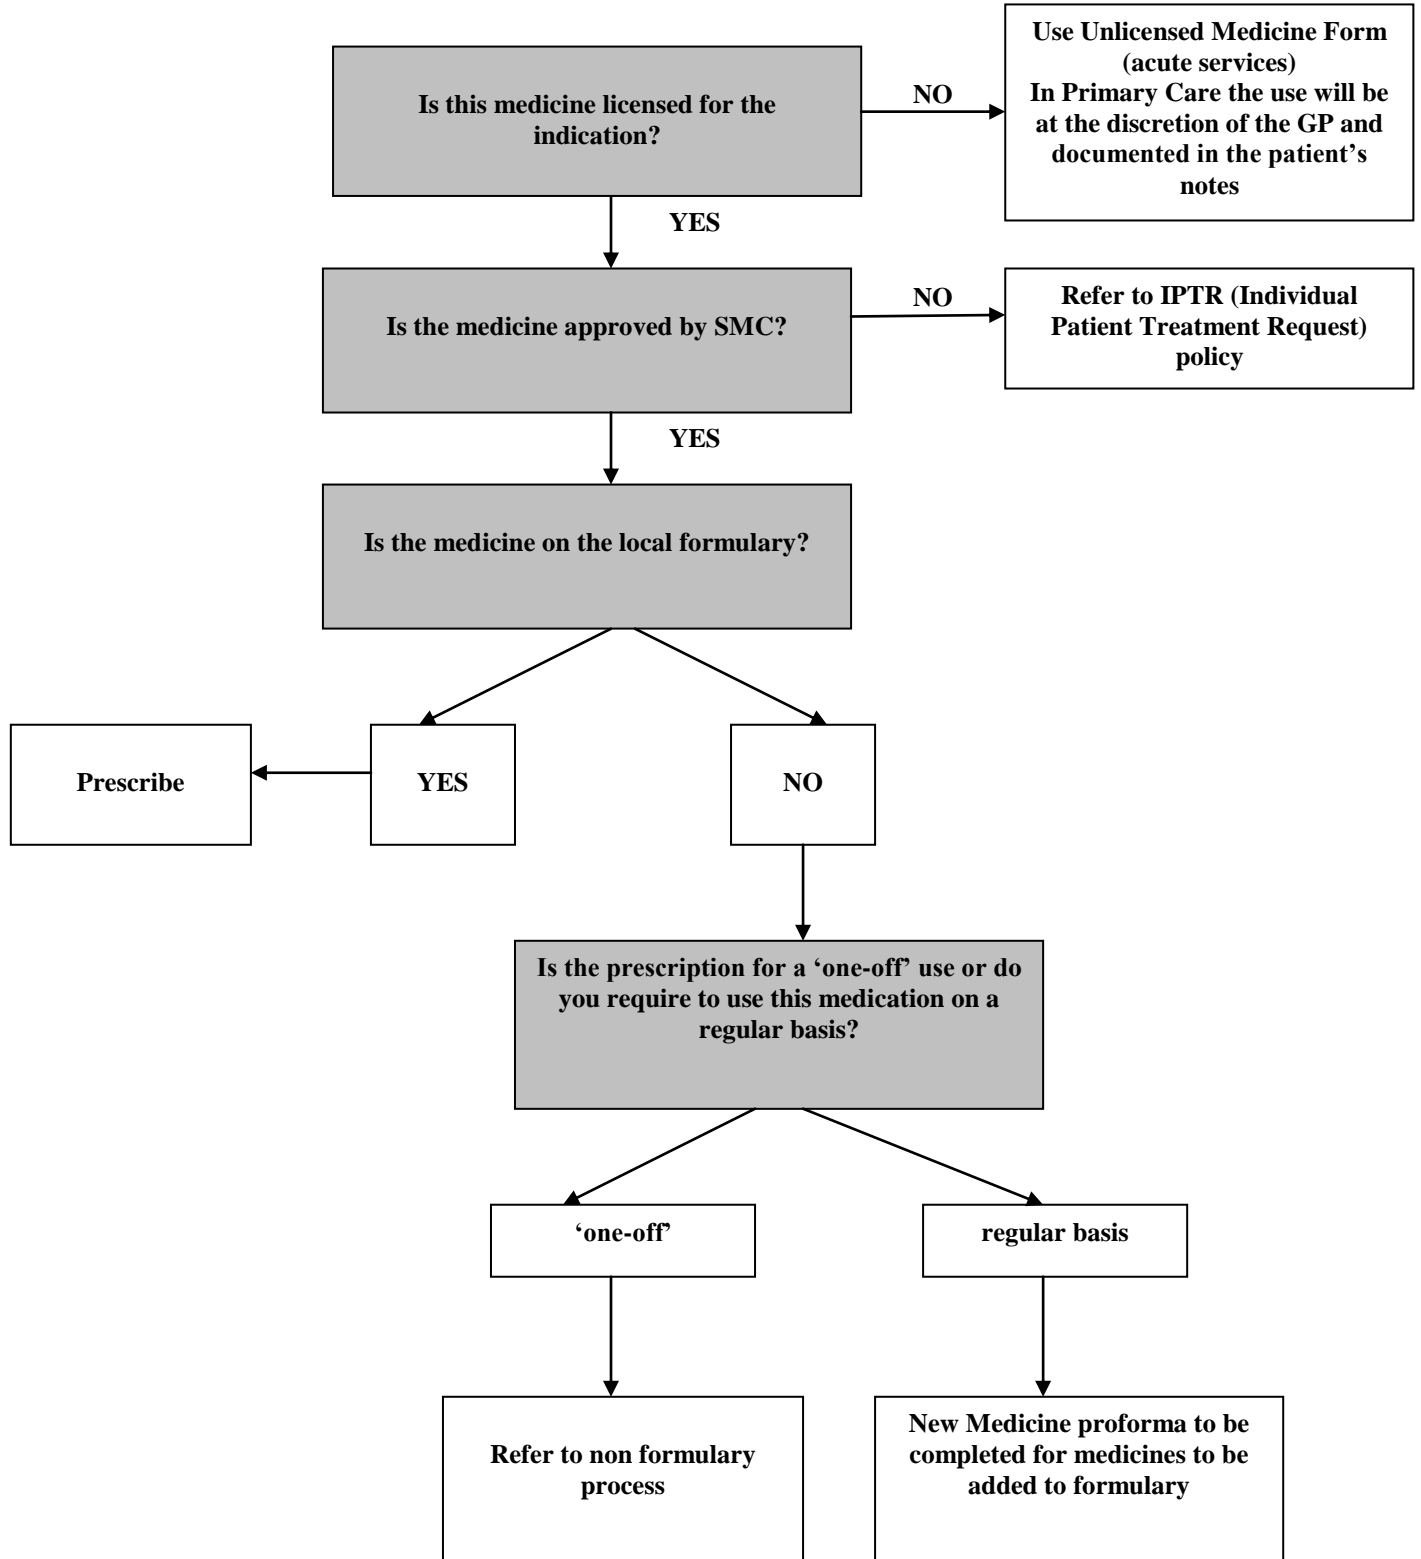 Is this medicine licensed for the
indication?
NO
Use Unlicensed Medicine Form
(acute services)
In Primary Care the use will be
at the discretion of the GP and
documented in the patient’s
notes
YES
Is the medicine approved by SMC?
NO
Refer to IPTR (Individual
Patient Treatment Request)
policy
YES
Is the medicine on the local formulary?
Prescribe
YES
NO
Is the prescription for a ‘one-off’ use or do
you require to use this medication on a
regular basis?
‘one-off’
regular basis
Refer to non formulary
process
New Medicine proforma to be
completed for medicines to be
added to formulary